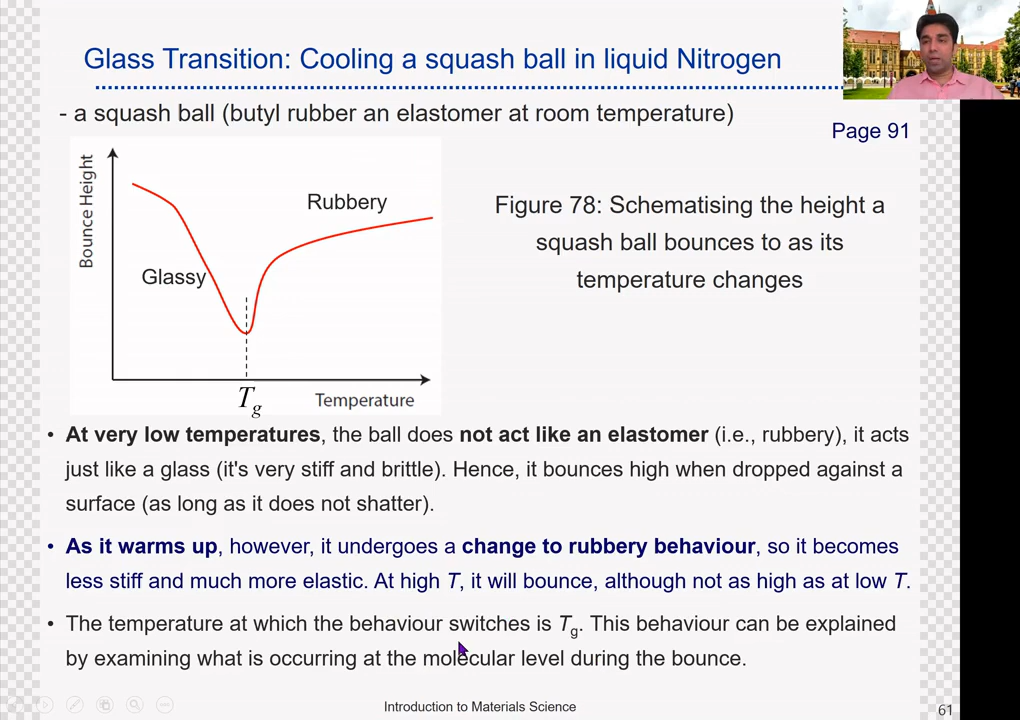 Glass Transition: Cooling a squash ball in liquid Nitrogen
- a squash ball (butyl rubber an elastomer at room temperature)
Page 91
Bounce Height
Rubbery
Glassy
Tg
Temperature
Figure 78: Schematising the height a
squash ball bounces to as its
temperature changes
• At very low temperatures, the ball does not act like an elastomer (i.e., rubbery), it acts
just like a glass (it's very stiff and brittle). Hence, it bounces high when dropped against a
surface (as long as it does not shatter).
• As it warms up, however, it undergoes a change to rubbery behaviour, so it becomes
less stiff and much more elastic. At high T, it will bounce, although not as high as at low T.
• The temperature at which the behaviour switches is Tg. This behaviour can be explained
by examining what is occurring at the molecular level during the bounce.
Introduction to Materials Science
61